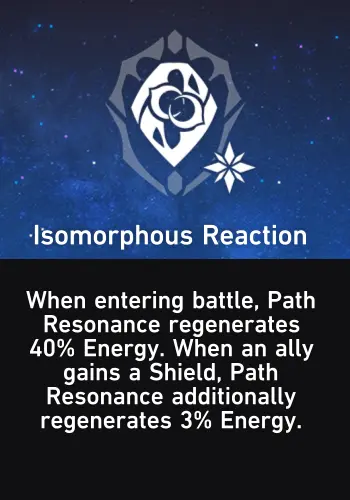 Isomorphous Reaction
When entering battle, Path
Resonance regenerates
40% Energy. When an ally
gains a Shield, Path
Resonance additionally
regenerates 3% Energy.